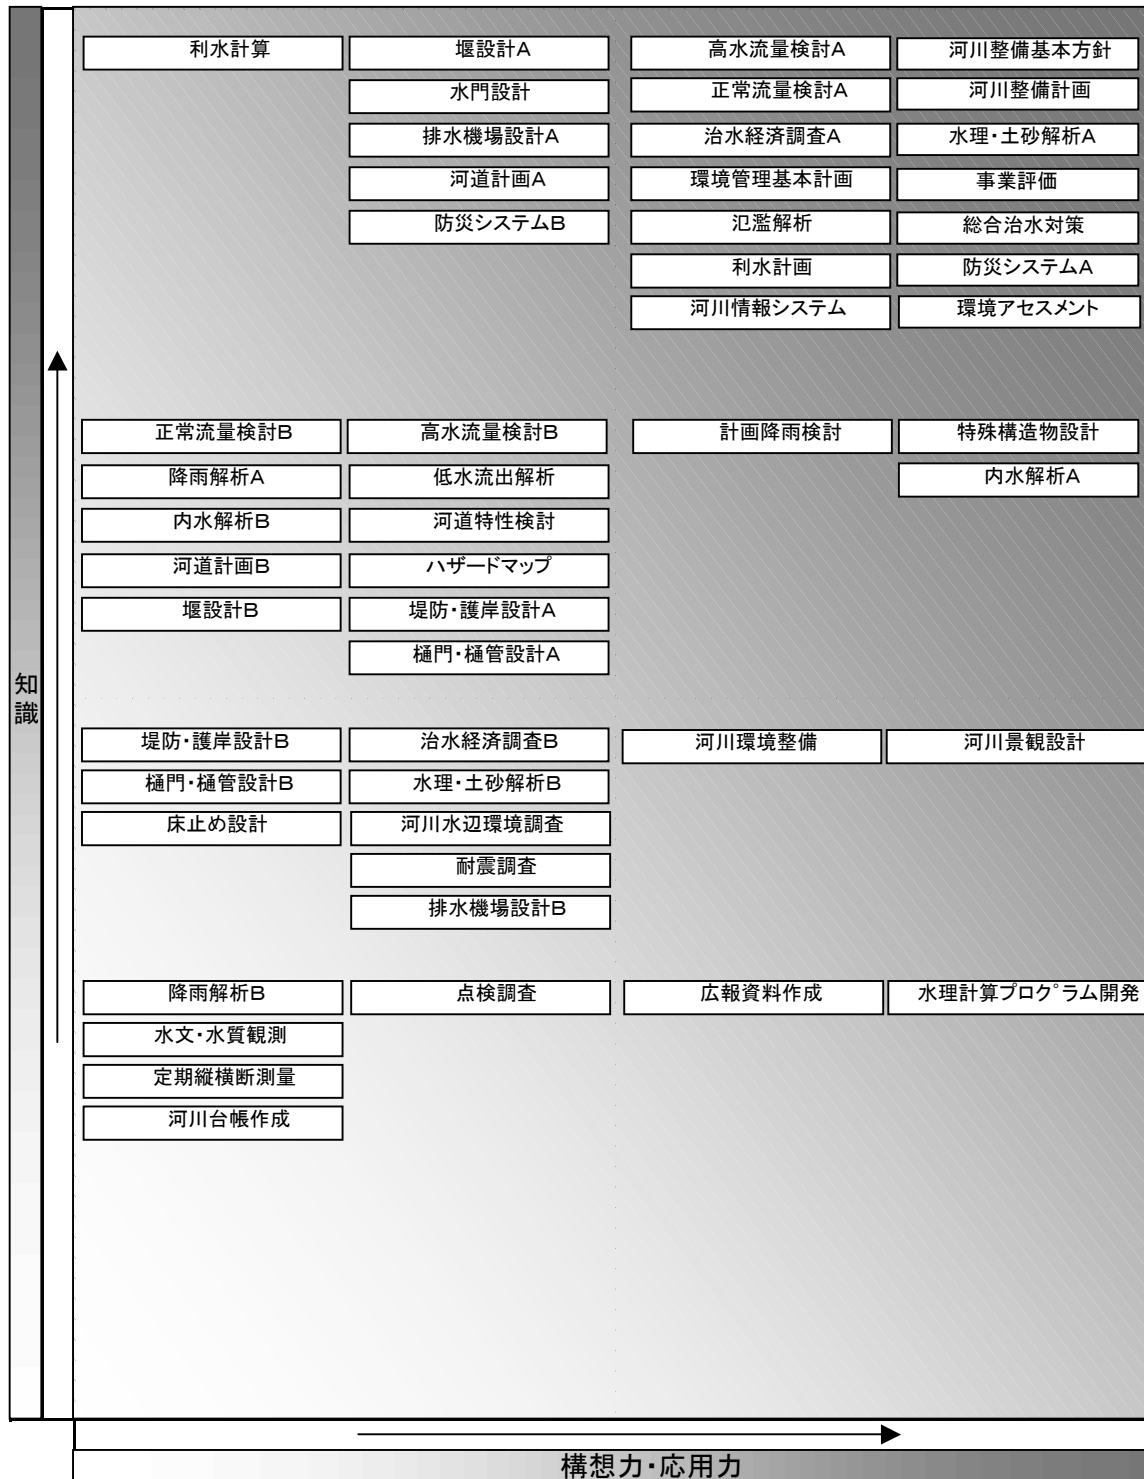 利水計算
堰設計A
高水流量検討A
河川整備基本方針
水門設計
正常流量検討A
河川整備計画
排水機場設計A
治水経済調査A
水理・土砂解析A
河道計画A
環境管理基本計画
事業評価
防災システムB
氾濫解析
総合治水対策
利水計画
防災システムA
河川情報システム
環境アセスメント
正常流量検討B
高水流量検討B
計画降雨検討
特殊構造物設計
降雨解析A
低水流出解析
内水解析A
内水解析B
河道特性検討
河道計画B
ハザードマップ
堰設計B
堤防・護岸設計A
樋門・樋管設計A
知識
堤防・護岸設計B
治水経済調査B
河川環境整備
河川景観設計
樋門・樋管設計B
水理・土砂解析B
床止め設計
河川水辺環境調査
耐震調査
排水機場設計B
降雨解析B
点検調査
広報資料作成
水理計算プログラム開発
水文・水質観測
定期縦横断測量
河川台帳作成
構想力・応用力